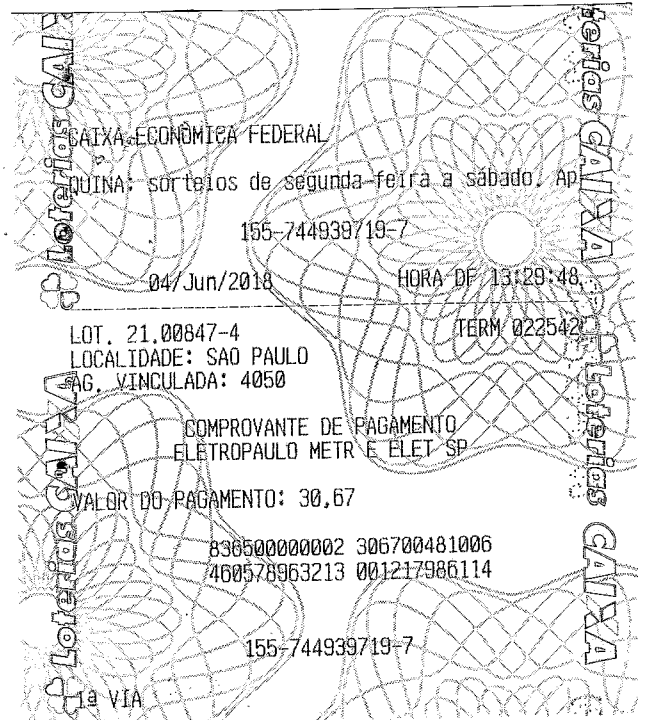 CAIXA ECONÔMICA FEDERAL
QUINA: sorteios de segunda-feira a sábado. Ap
155-744939719-7
04/Jun/2018 HORA DF 13:29:48
LOT. 21.00847-4 TERM 022542
LOCALIDADE: SAO PAULO
AG. VINCULADA: 4050
COMPROVANTE DE PAGAMENTO
ELETROPAULO METR E ELET SP
VALOR DO PAGAMENTO: 30,67
836500000002 306700481006
460578963213 001217986114
155-744939719-7
1ª VIA
Loterias CAIXA
Loterias CAIXA
terias CAIXA
Loterias CAIXA